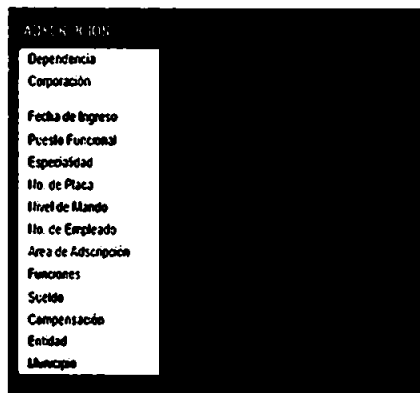 ADSCRIPCION
Dependencia
Corporación
Fecha de Ingreso
Puesto Funcional
Especialidad
No. de Placa
Nivel de Mando
No. de Empleado
Area de Adscripción
Funciones
Sueldo
Compensación
Entidad
Municipio